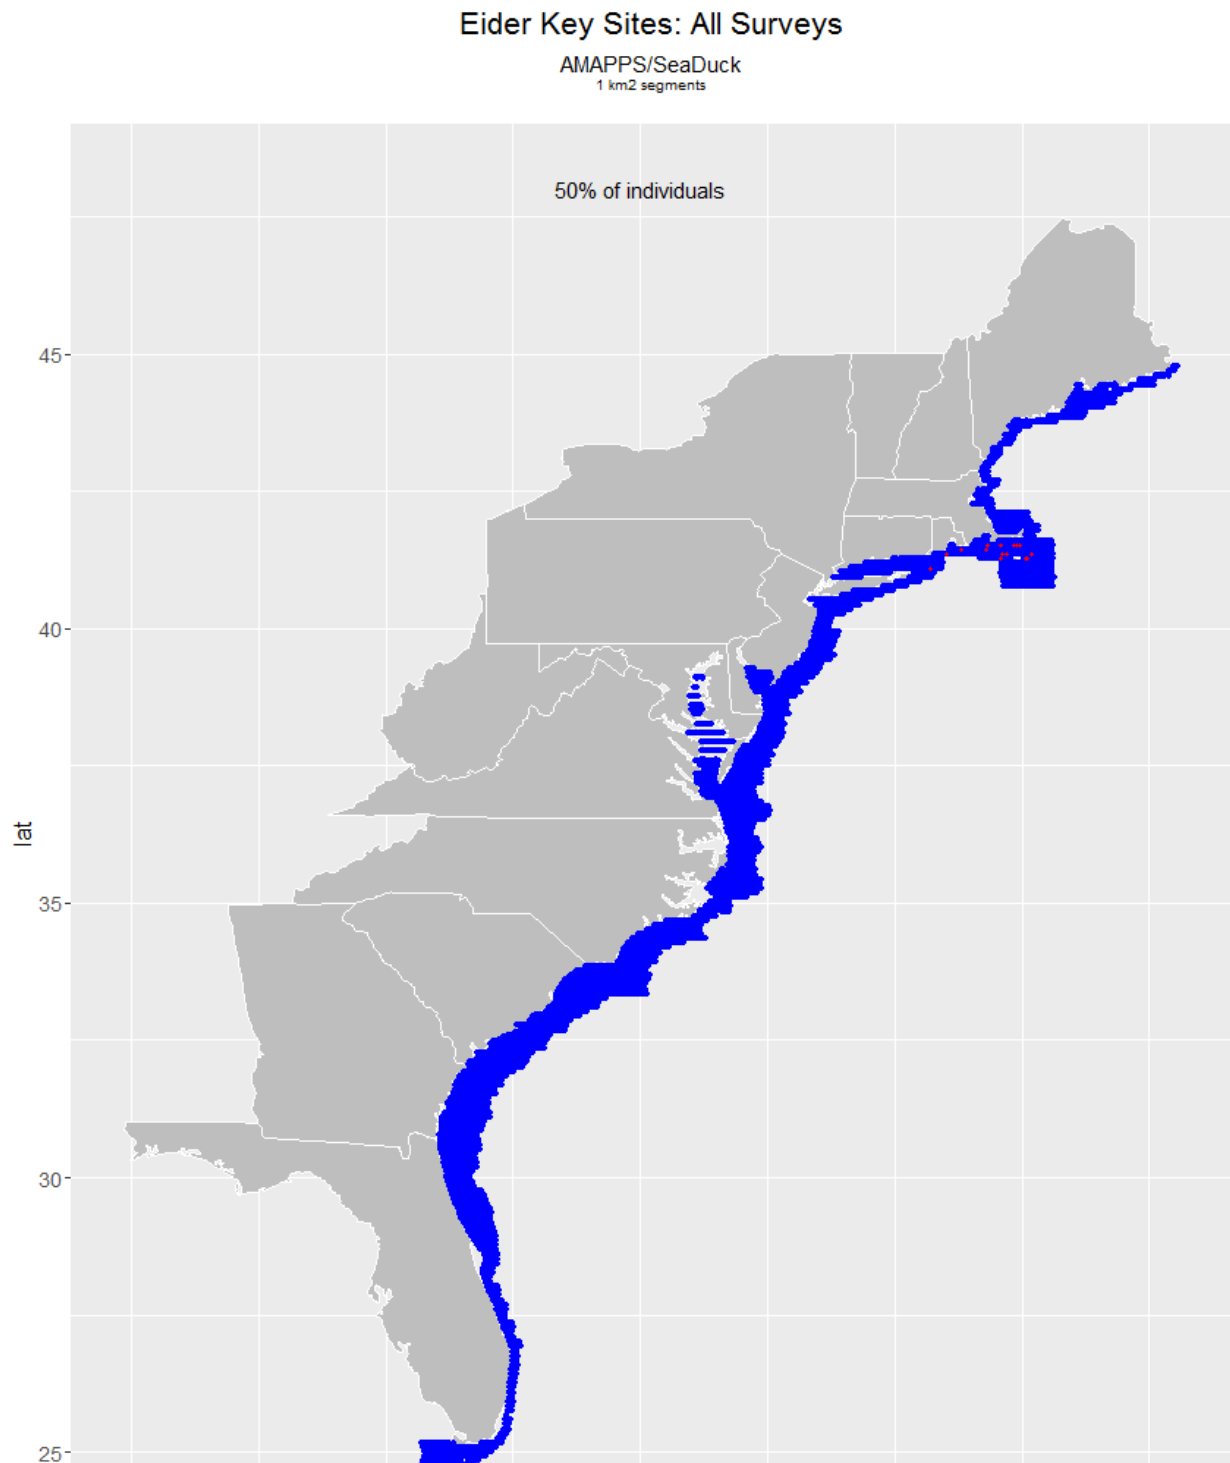 Eider Key Sites: All Surveys
AMAPPS/SeaDuck
1 km2 segments
50% of individuals
45
40
lat
35
30
25